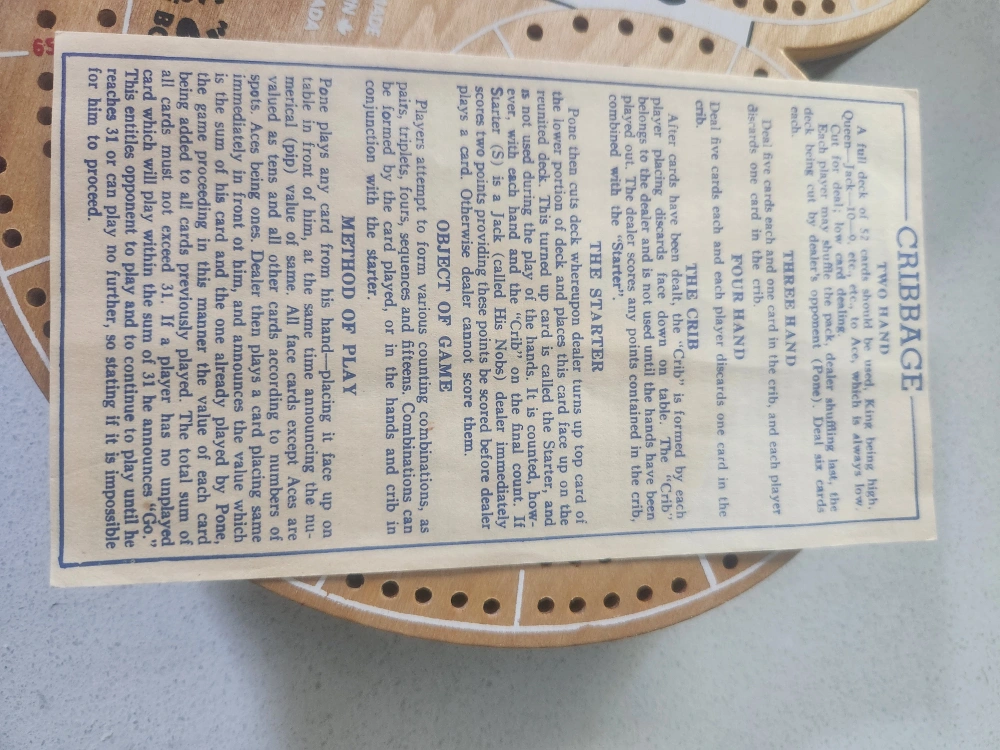 CRIBBAGE
TWO HAND
A full deck of 52 cards should be used, King being high,
Queen—Jack—10—9, etc., etc., to Ace, which is always low.
Cut for deal; low card dealing.
Each player may shuffle the pack, dealer shuffling last, the
deck being cut by dealer's opponent (Pone). Deal six cards
each.
THREE HAND
Deal five cards each and one card in the crib, and each player
discards one card in the crib.
FOUR HAND
Deal five cards each and each player discards one card in the
crib.
THE CRIB
After cards have been dealt, the "Crib" is formed by each
player placing discards face down on table. The "Crib"
belongs to the dealer and is not used until the hands have been
played out. The dealer scores any points contained in the crib,
combined with the "Starter".
THE STARTER
Pone then cuts deck whereupon dealer turns up top card of
the lower portion of deck and places this card face up on the
reunited deck. This turned up card is called the Starter, and
is not used during the play of the hands. It is counted, how-
ever, with each hand and the "Crib" on the final count. If
Starter (S) is a Jack (called His Nobs) dealer immediately
scores two points providing these points be scored before dealer
plays a card. Otherwise dealer cannot score them.
OBJECT OF GAME
Players attempt to form various counting combinations, as
pairs, triplets, fours, sequences and fifteens. Combinations can
be formed by the card played, or in the hands and crib in
conjunction with the starter.
METHOD OF PLAY
Pone plays any card from his hand—placing it face up on
table in front of him, at the same time announcing the nu-
merical (pip) value of same. All face cards except Aces are
valued as tens and all other cards according to numbers of
spots. Aces being ones. Dealer then plays a card placing same
immediately in front of him, and announces the value which
is the sum of his card and the one already played by Pone,
the game proceeding in this manner the value of each card
being added to all cards previously played. The total sum of
all cards must not exceed 31. If a player has no unplayed
card which will play within the sum of 31 he announces "Go."
This entitles opponent to play and to continue to play until he
reaches 31 or can play no further, so stating if it is impossible
for him to proceed.
65
ADE
N
ADA
BO